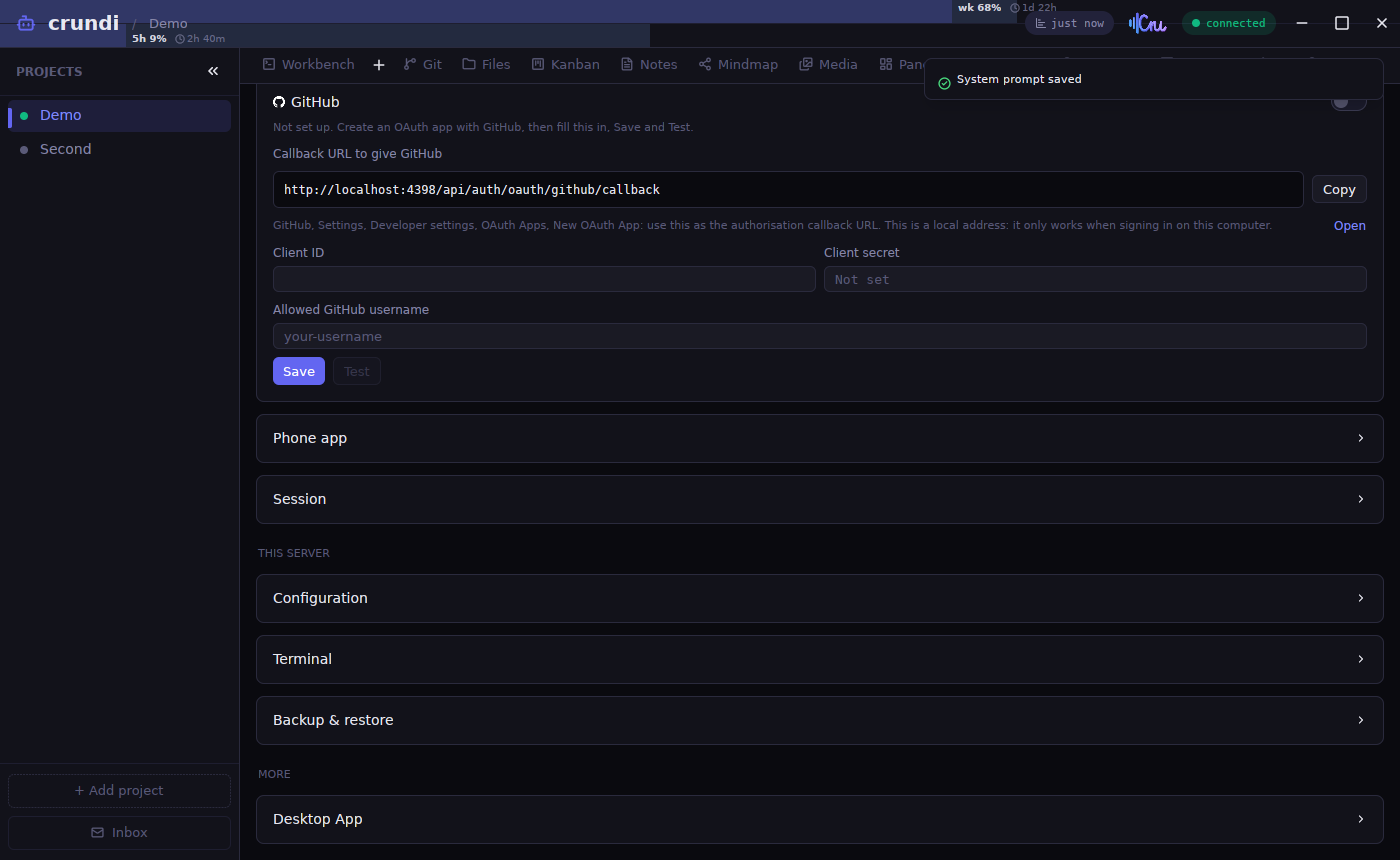 wk 68% 1d 22h
crundi / Demo
5h 9% 2h 40m
just now
connected
PROJECTS
Workbench
Git
Files
Kanban
Notes
Mindmap
Media
System prompt saved
Demo
Second
+ Add project
Inbox
GitHub
Not set up. Create an OAuth app with GitHub, then fill this in, Save and Test.
Callback URL to give GitHub
http://localhost:4398/api/auth/oauth/github/callback
Copy
GitHub, Settings, Developer settings, OAuth Apps, New OAuth App: use this as the authorisation callback URL. This is a local address: it only works when signing in on this computer.
Open
Client ID
Client secret
Not set
Allowed GitHub username
your-username
Save
Test
Phone app
Session
THIS SERVER
Configuration
Terminal
Backup & restore
MORE
Desktop App